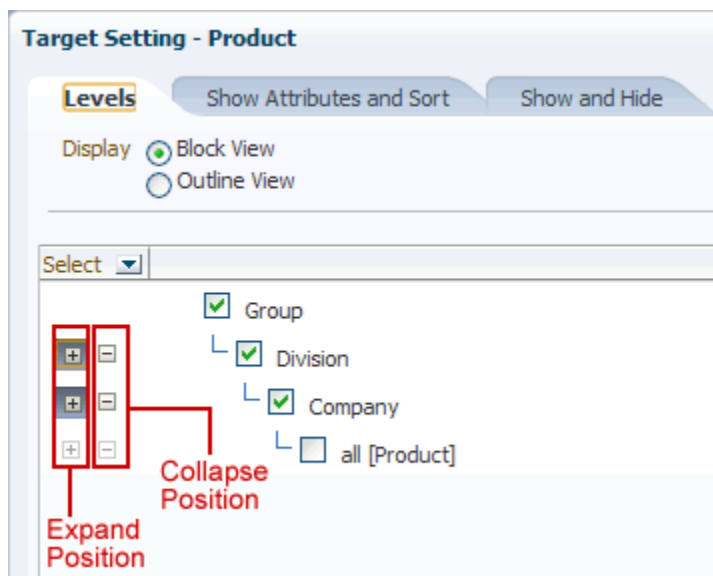 Target Setting - Product
Levels
Show Attributes and Sort
Show and Hide
Display
Block View
Outline View
Select
Group
Division
Company
all [Product]
Collapse
Position
Expand
Position